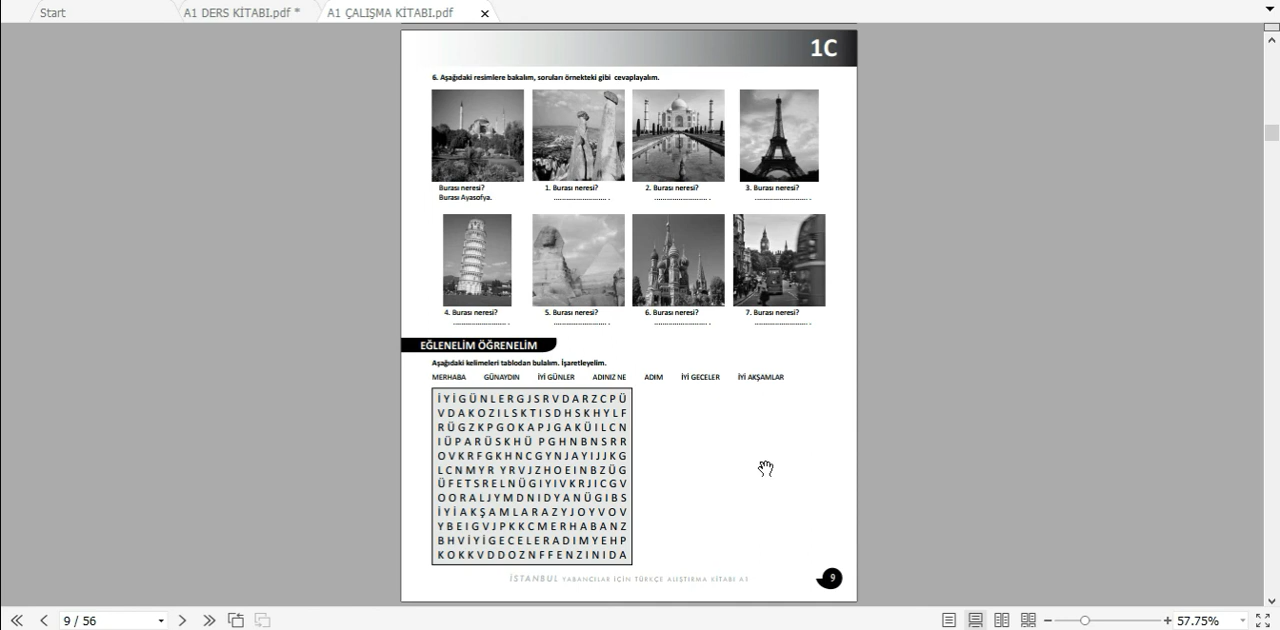 Start
A1 DERS KİTABI.pdf *
A1 ÇALIŞMA KİTABI.pdf
1C
6. Aşağıdaki resimlere bakalım, soruları örnekteki gibi cevaplayalım.
Burası neresi?
Burası Ayasofya.
1. Burası neresi?
.......................... .
2. Burası neresi?
.......................... .
3. Burası neresi?
.......................... .
4. Burası neresi?
.......................... .
5. Burası neresi?
.......................... .
6. Burası neresi?
.......................... .
7. Burası neresi?
.......................... .
EĞLENELİM ÖĞRENELİM
Aşağıdaki kelimeleri tablodan bulalım. İşaretleyelim.
MERHABA GÜNAYDIN İYİ GÜNLER ADINIZ NE ADIM İYİ GECELER İYİ AKŞAMLAR
İ Y İ G Ü N L E R G J S R V D A R Z C P Ü
V D A K O Z I L S K T I S D H S K H Y L F
R Ü G Z K P G O K A P J G A K Ü I L C N
I Ü P A R Ü S K H Ü P G H N B N S R R
O V K R F G K H N C G Y N J A Y I J J K G
L C N M Y R Y R V J Z H O E I N B Z Ü G
Ü F E T S R E L N Ü G I Y I V K R J I C G V
O O R A L J Y M D N I D Y A N Ü G I B S
İ Y İ A K Ş A M L A R A Z Y J O Y V O V
Y B E I G V J P K K C M E R H A B A N Z
B H V İ Y İ G E C E L E R A D I M Y E H P
K O K K V D D O Z N F F E N Z I N I D A
İSTANBUL YABANCILAR İÇİN TÜRKÇE ALIŞTIRMA KİTABI A1
9
9 / 56
57.75%